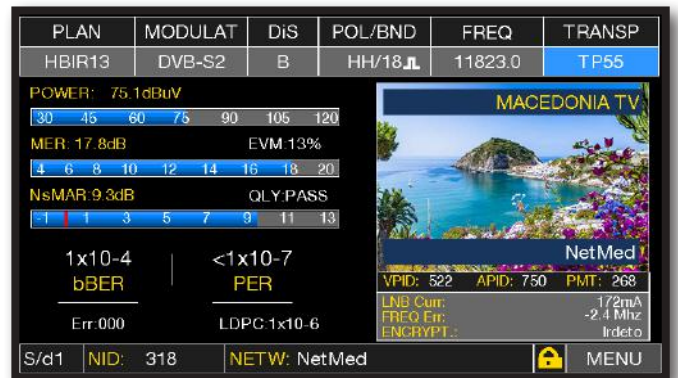 PLAN MODULAT DiS POL/BND FREQ TRANSP
HBIR13 DVB-S2 B HH/18 11823.0 TP55
POWER: 75.1dBuV
30 45 60 75 90 105 120
MER: 17.8dB EVM:13%
4 6 8 10 12 14 16 18 20
NsMAR:9.3dB QLY:PASS
-1 1 3 5 7 9 11 13
1x10-4 <1x10-7
bBER PER
Err:000 LDPC:1x10-6
MACEDONIA TV
NetMed
VPID: 522 APID: 750 PMT: 268
LNB Curr: 172mA
FREQ Err: -2.4 Mhz
ENCRYPT.: Irdeto
S/d1 NID: 318 NETW: NetMed MENU